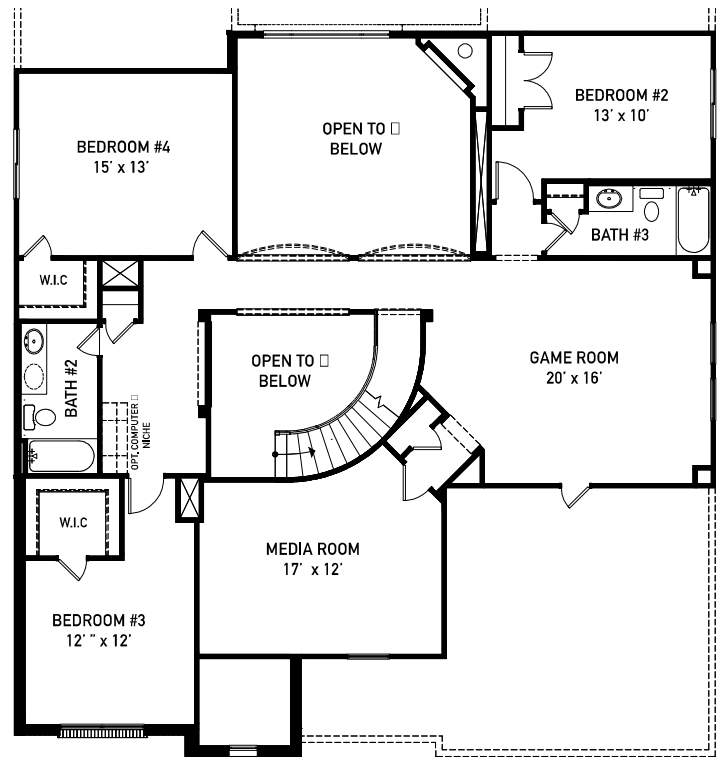 BEDROOM #2
13' x 10'
OPEN TO □
BELOW
BEDROOM #4
15' x 13'
BATH #3
W.I.C
OPEN TO □
BELOW
GAME ROOM
20' x 16'
BATH #2
OPT. COMPUTER □
NICHE
W.I.C
MEDIA ROOM
17' x 12'
BEDROOM #3
12' " x 12'